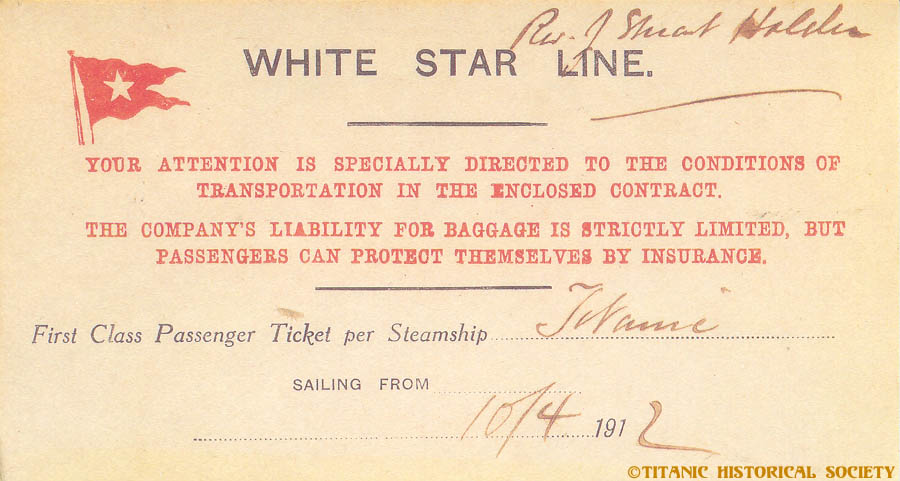 Rev. J Stuart Holden
WHITE STAR LINE.
YOUR ATTENTION IS SPECIALLY DIRECTED TO THE CONDITIONS OF
TRANSPORTATION IN THE ENCLOSED CONTRACT.
THE COMPANY'S LIABILITY FOR BAGGAGE IS STRICTLY LIMITED, BUT
PASSENGERS CAN PROTECT THEMSELVES BY INSURANCE.
First Class Passenger Ticket per Steamship Titanic
SAILING FROM
10/4 1912
©TITANIC HISTORICAL SOCIETY